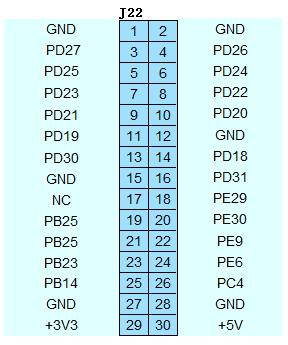 J22
GND 1 2 GND
PD27 3 4 PD26
PD25 5 6 PD24
PD23 7 8 PD22
PD21 9 10 PD20
PD19 11 12 GND
PD30 13 14 PD18
GND 15 16 PD31
NC 17 18 PE29
PB25 19 20 PE30
PB25 21 22 PE9
PB23 23 24 PE6
PB14 25 26 PC4
GND 27 28 GND
+3V3 29 30 +5V